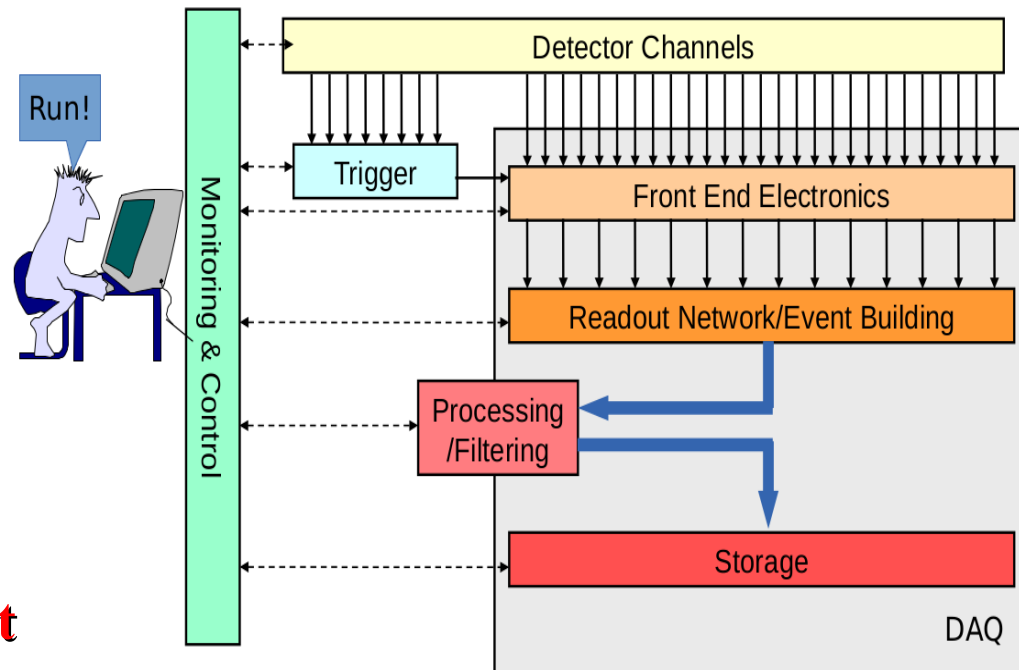 Detector Channels
Run!
Trigger
Front End Electronics
Monitoring & Control
Readout Network/Event Building
Processing
/Filtering
Storage
t
DAQ